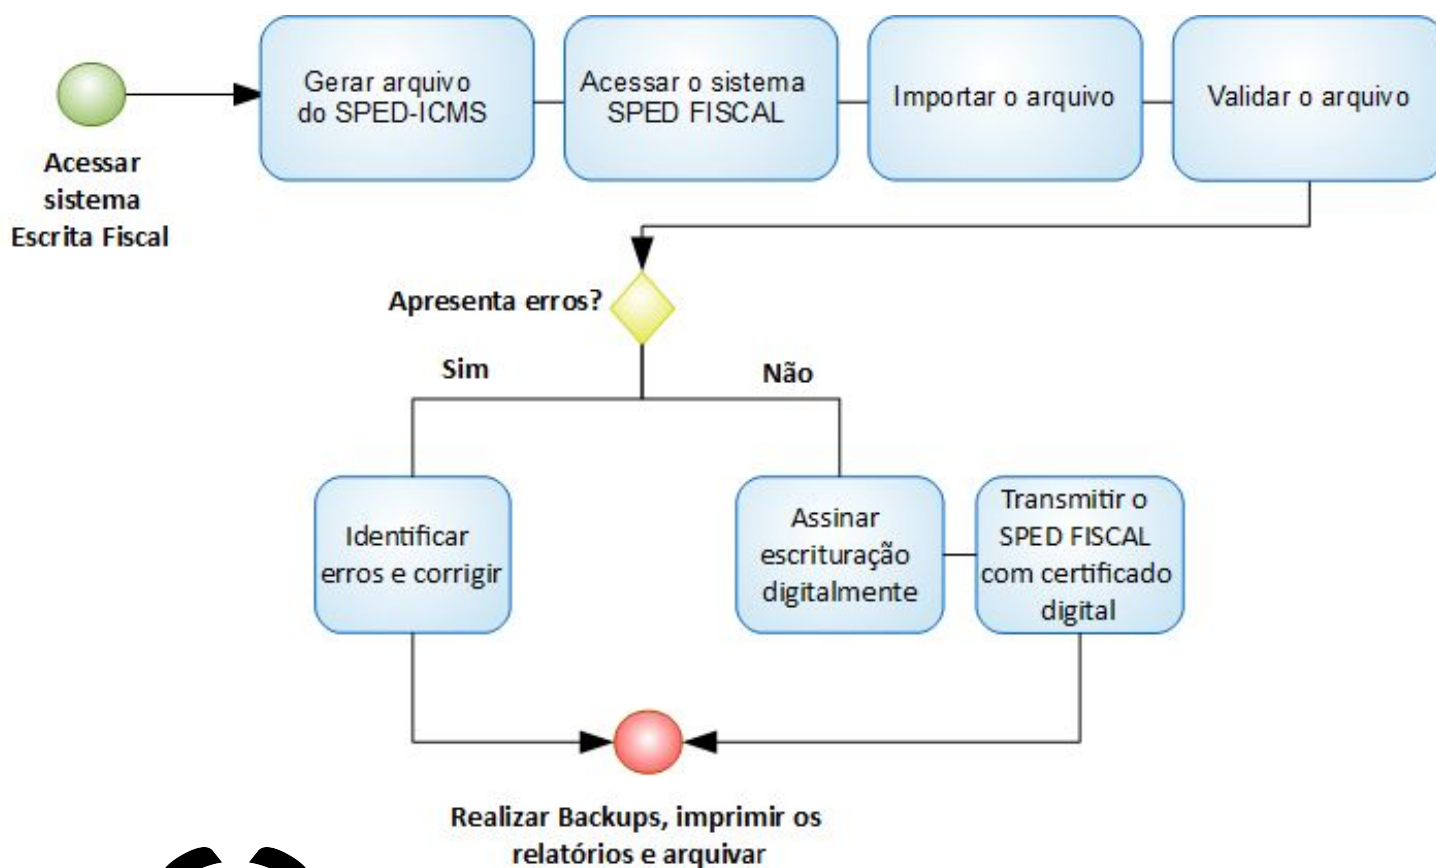 Gerar arquivo
do SPED-ICMS
Acessar o sistema
SPED FISCAL
Importar o arquivo
Validar o arquivo
Acessar
sistema
Escrita Fiscal
Apresenta erros?
Sim
Não
Identificar
erros e corrigir
Assinar
escrituração
digitalmente
Transmitir o
SPED FISCAL
com certificado
digital
Realizar Backups, imprimir os
relatórios e arquivar